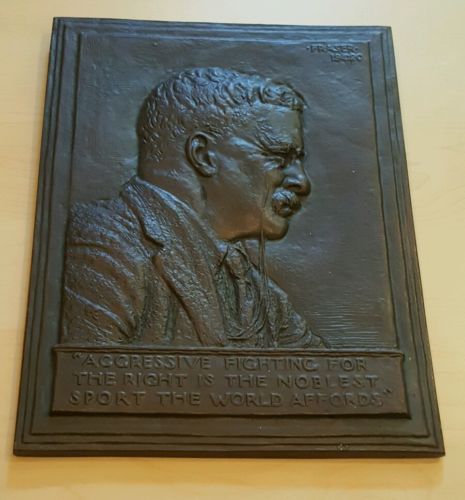 ·FRASER·
1920
"AGGRESSIVE FIGHTING FOR
THE RIGHT IS THE NOBLEST
SPORT THE WORLD AFFORDS"